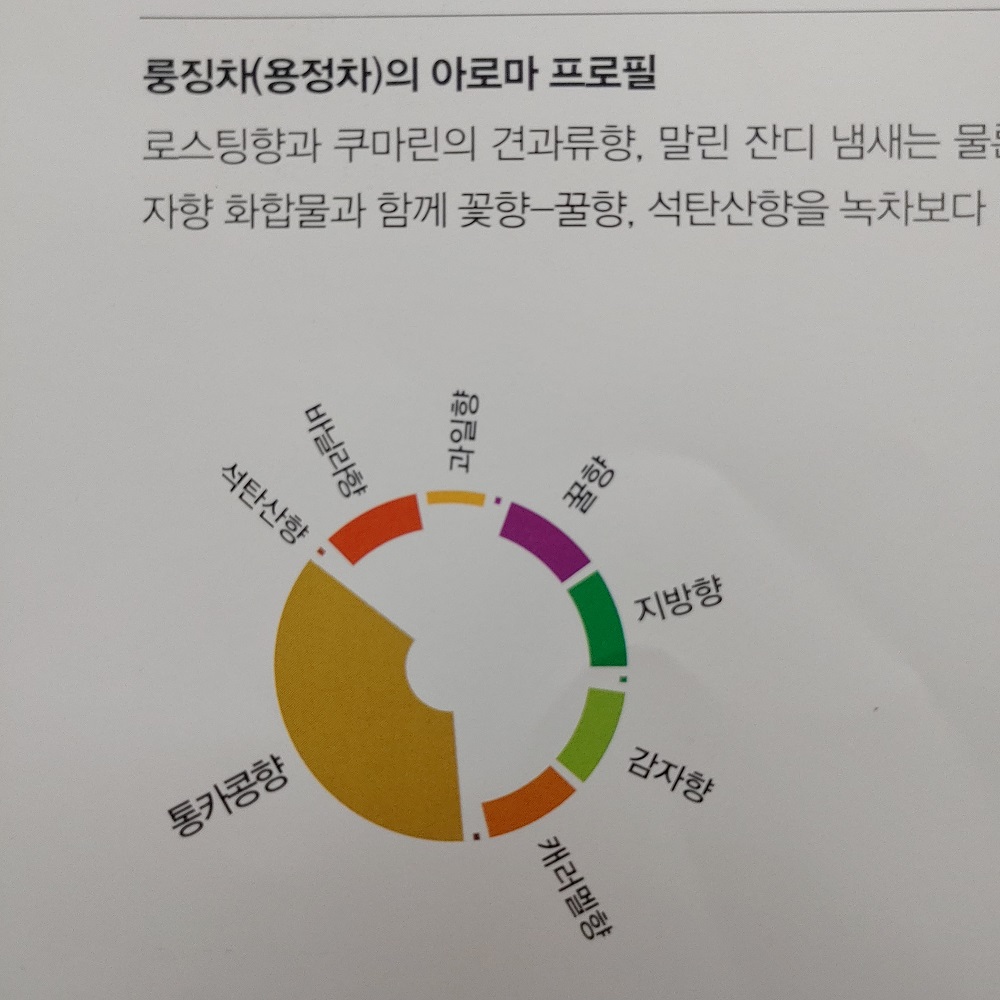 룽징차(용정차)의 아로마 프로필
로스팅향과 쿠마린의 견과류향, 말린 잔디 냄새는 물론
자향 화합물과 함께 꽃향–꿀향, 석탄산향을 녹차보다
과일향
바닐라향
꿀향
석탄산향
지방향
감자향
통카콩향
캐러멜향